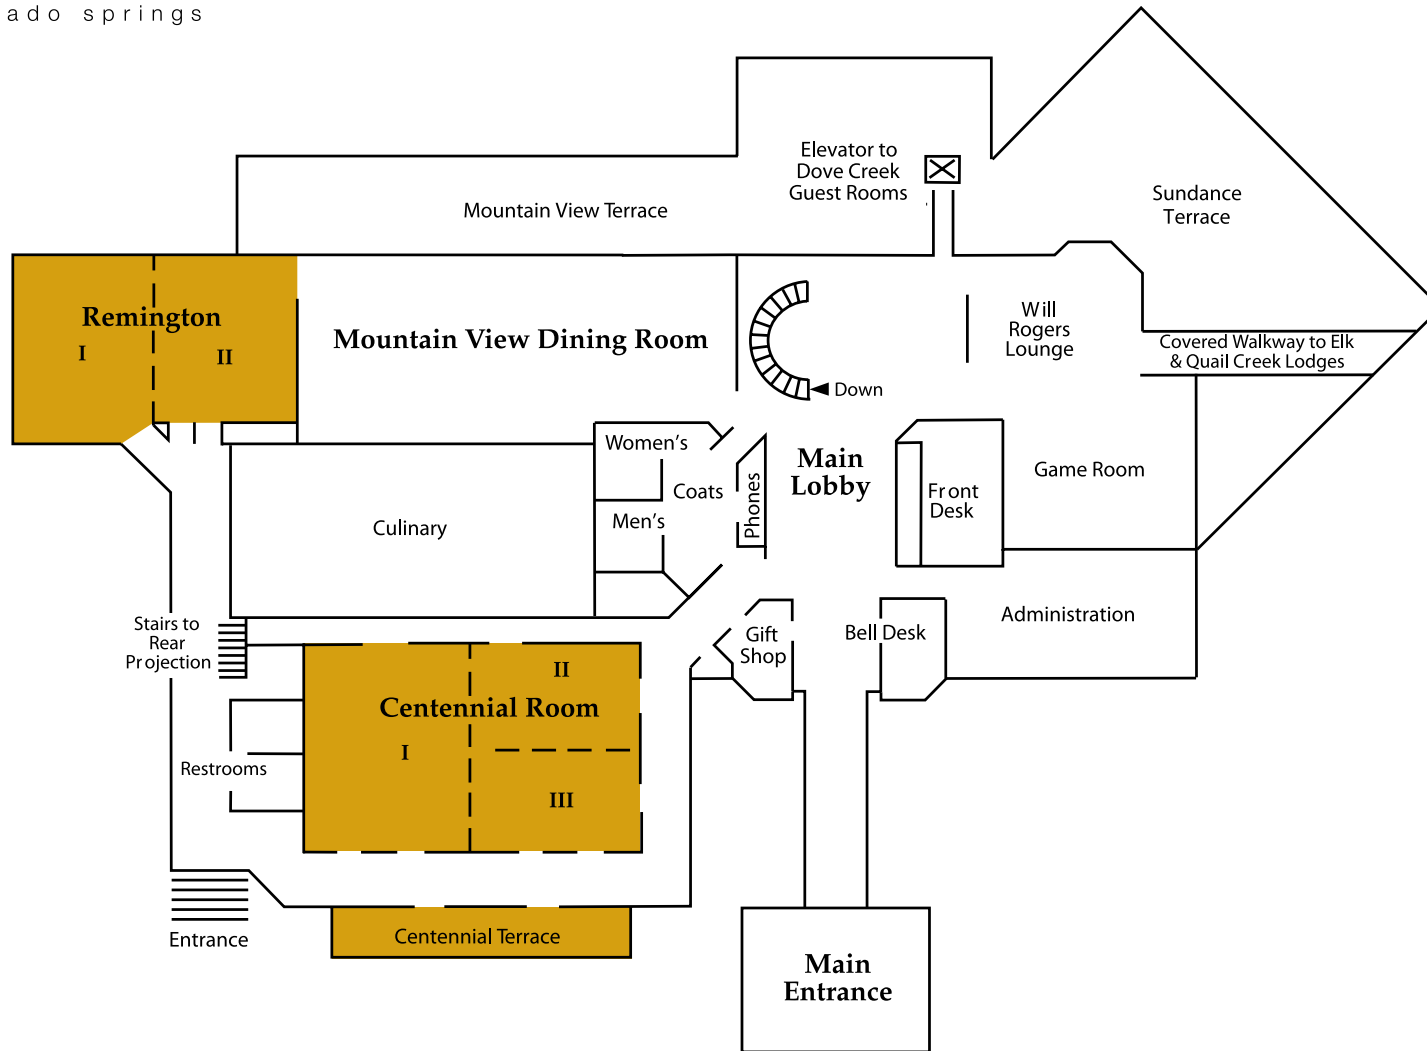 ado springs
Elevator to
Dove Creek
Guest Rooms
Sundance
Terrace
Mountain View Terrace
Remington
I
II
Mountain View Dining Room
Will
Rogers
Lounge
Covered Walkway to Elk
& Quail Creek Lodges
Down
Women's
Coats
Men's
Phones
Main
Lobby
Front
Desk
Game Room
Culinary
Stairs to
Rear
Projection
Gift
Shop
Bell Desk
Administration
Centennial Room
I
II
III
Restrooms
Entrance
Centennial Terrace
Main
Entrance